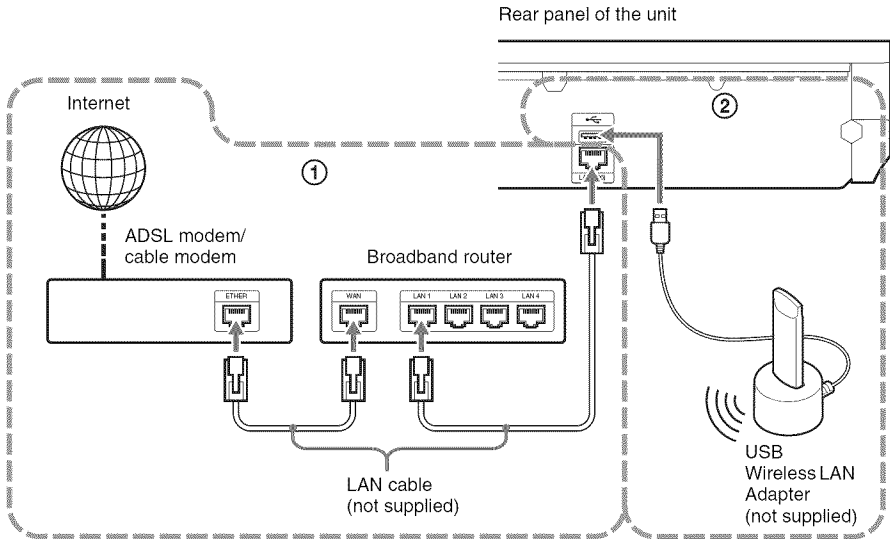 Rear panel of the unit
Internet
①
②
ADSL modem/
cable modem
Broadband router
ETHER
WAN
LAN 1
LAN 2
LAN 3
LAN 4
LAN cable
(not supplied)
USB
Wireless LAN
Adapter
(not supplied)